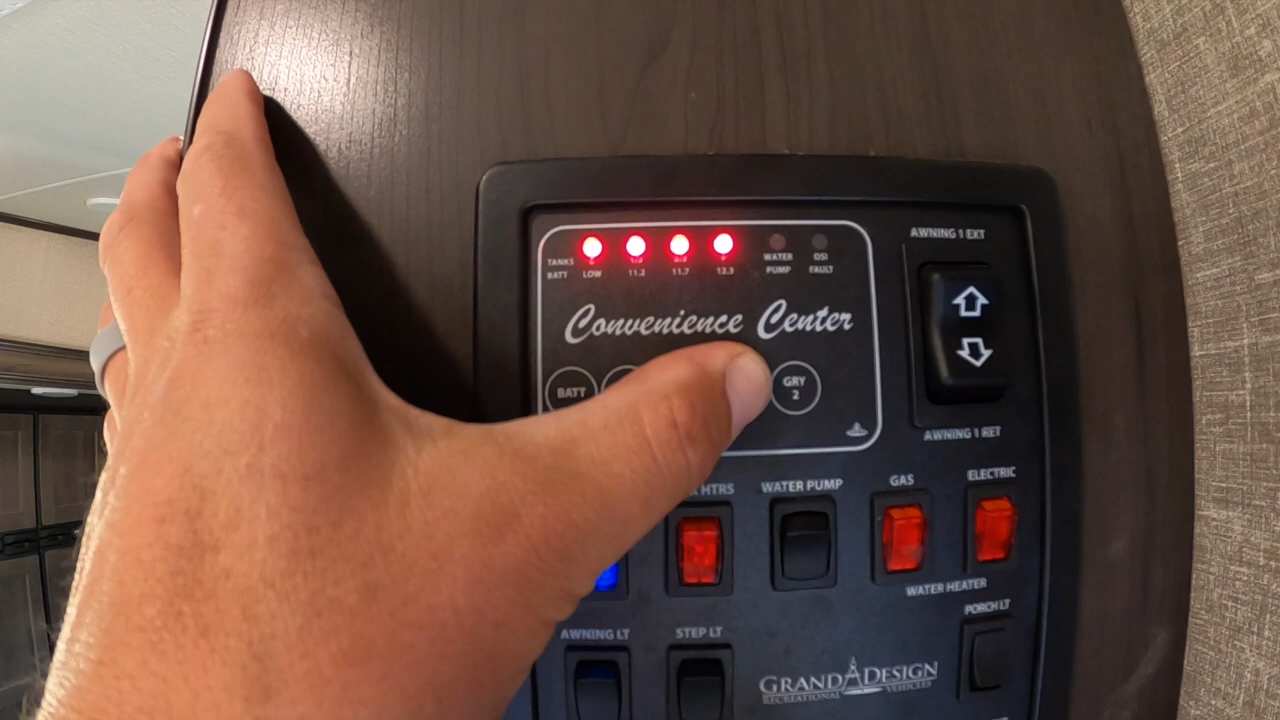 AWNING 1 EXT
TANKS WATER DSI
BATT LOW 11.2 11.7 12.3 PUMP FAULT
Convenience Center
BATT GRY 2
AWNING 1 RET
HTRS WATER PUMP GAS ELECTRIC
WATER HEATER
PORCH LT
AWNING LT STEP LT
GRAND DESIGN
RECREATIONAL VEHICLES